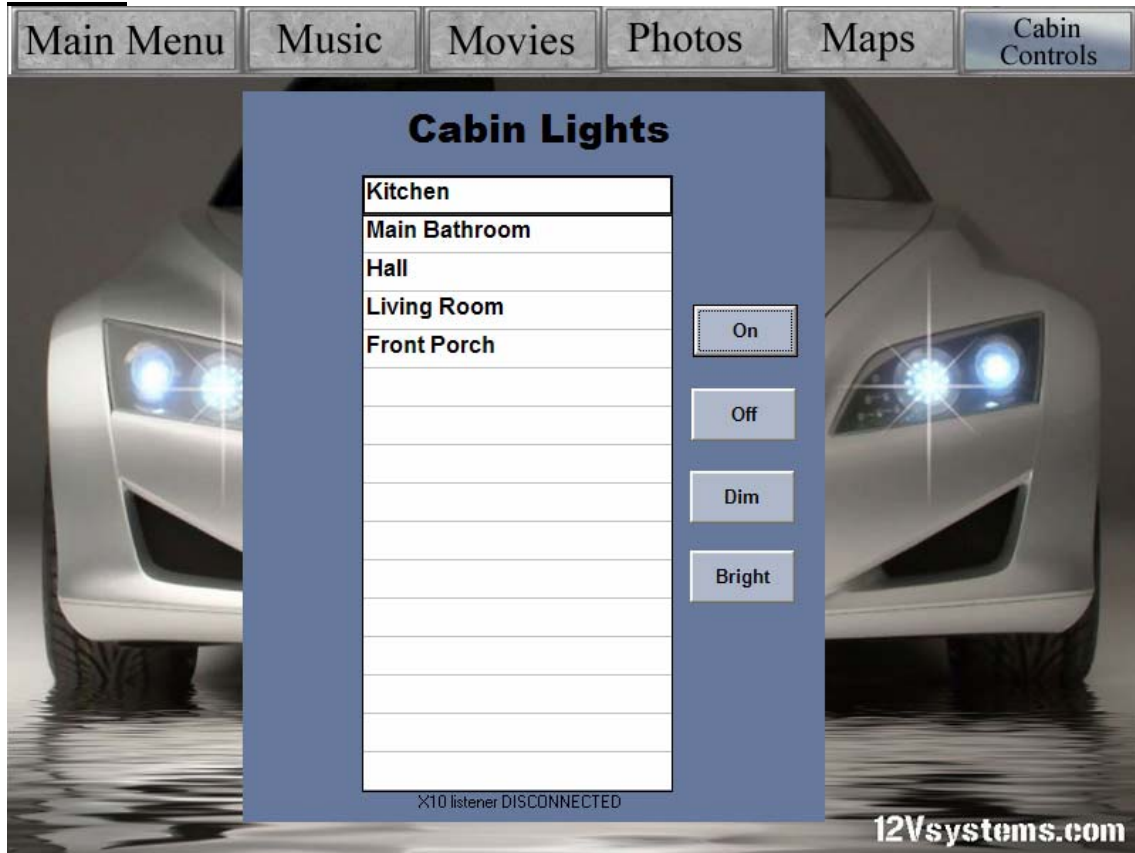 Main Menu
Music
Movies
Photos
Maps
Cabin
Controls
Cabin Lights
Kitchen
Main Bathroom
Hall
Living Room
Front Porch
On
Off
Dim
Bright
X10 listener DISCONNECTED
12Vsystems.com